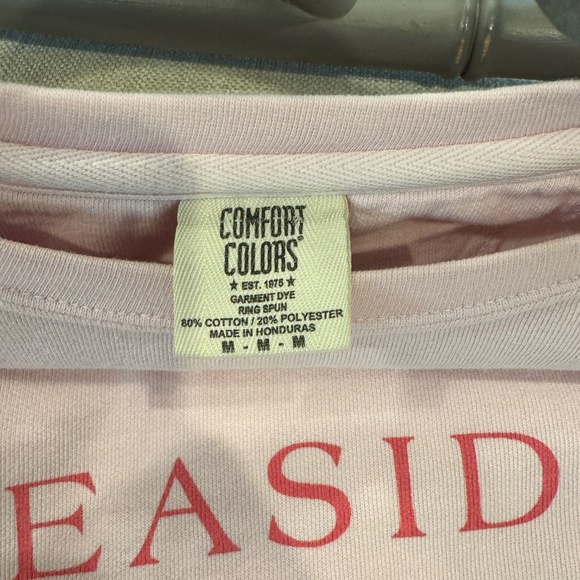 COMFORT
COLORS®
★ EST. 1975 ★
GARMENT DYE
RING SPUN
80% COTTON / 20% POLYESTER
MADE IN HONDURAS
M - M - M
EASID